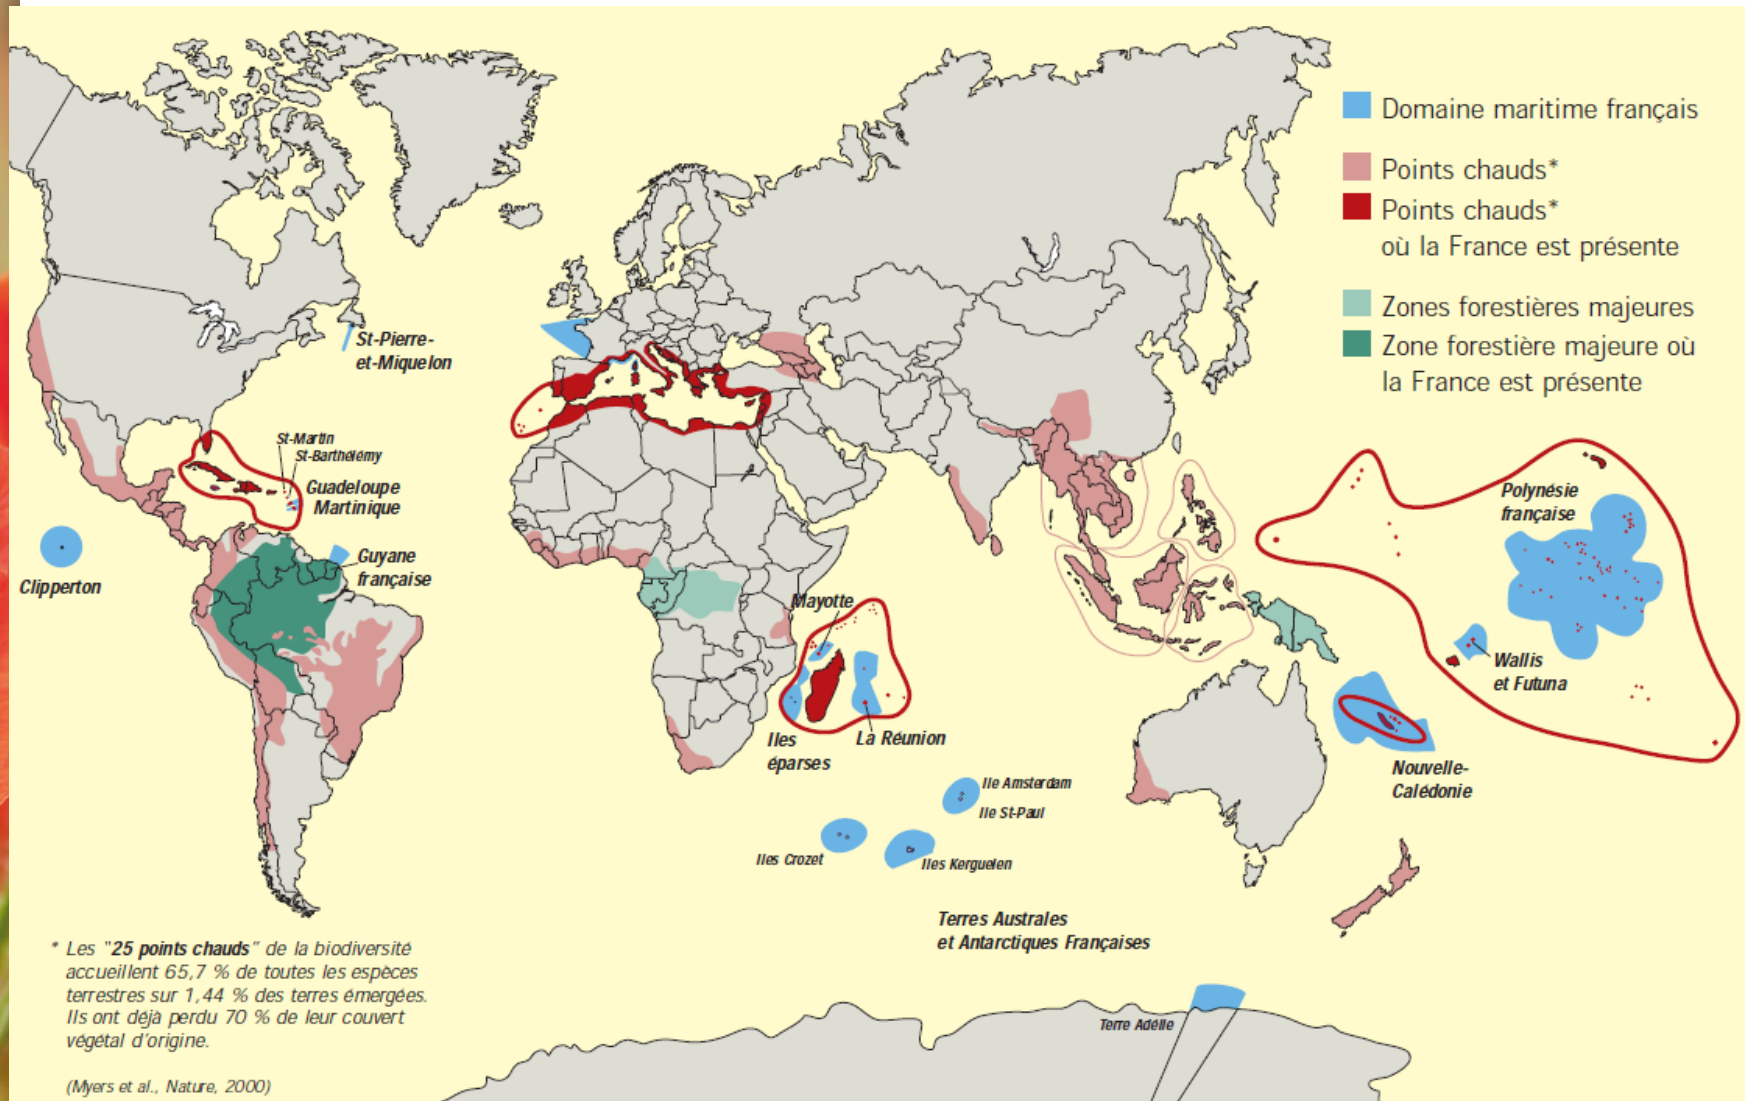 Domaine maritime français
Points chauds*
Points chauds*
où la France est présente
Zones forestières majeures
Zone forestière majeure où
la France est présente
St-Pierre-
et-Miquelon
St-Martin
St-Barthélémy
Guadeloupe
Martinique
Clipperton
Guyane
française
Mayotte
Iles
éparses
La Réunion
Polynésie
française
Wallis
et Futuna
Nouvelle-
Calédonie
Ile Amsterdam
Ile St-Paul
Iles Crozet
Iles Kerguelen
Terres Australes
et Antarctiques Françaises
Terre Adélie
* Les "25 points chauds" de la biodiversité
accueillent 65,7 % de toutes les espèces
terrestres sur 1,44 % des terres émergées.
Ils ont déjà perdu 70 % de leur couvert
végétal d'origine.
(Myers et al., Nature, 2000)